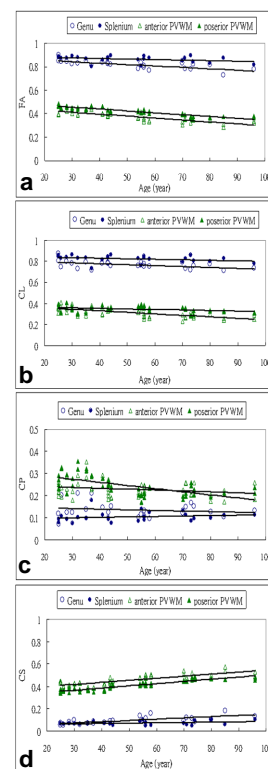 Genu Splenium anterior PVWM poserior PVWM
1
0.8
0.6
0.4
0.2
0
FA
20 30 40 50 60 70 80 90 100
Age (year)
a
Genu Splenium anterior PVWM poserior PVWM
1
0.8
0.6
0.4
0.2
0
CL
20 30 40 50 60 70 80 90 100
Age (year)
b
Genu Splenium anterior PVWM poserior PVWM
0.5
0.4
0.3
0.2
0.1
0
CP
20 30 40 50 60 70 80 90 100
Age (year)
c
Genu Splenium anterior PVWM poserior PVWM
1
0.8
0.6
0.4
0.2
0
CS
20 30 40 50 60 70 80 90 100
Age (year)
d